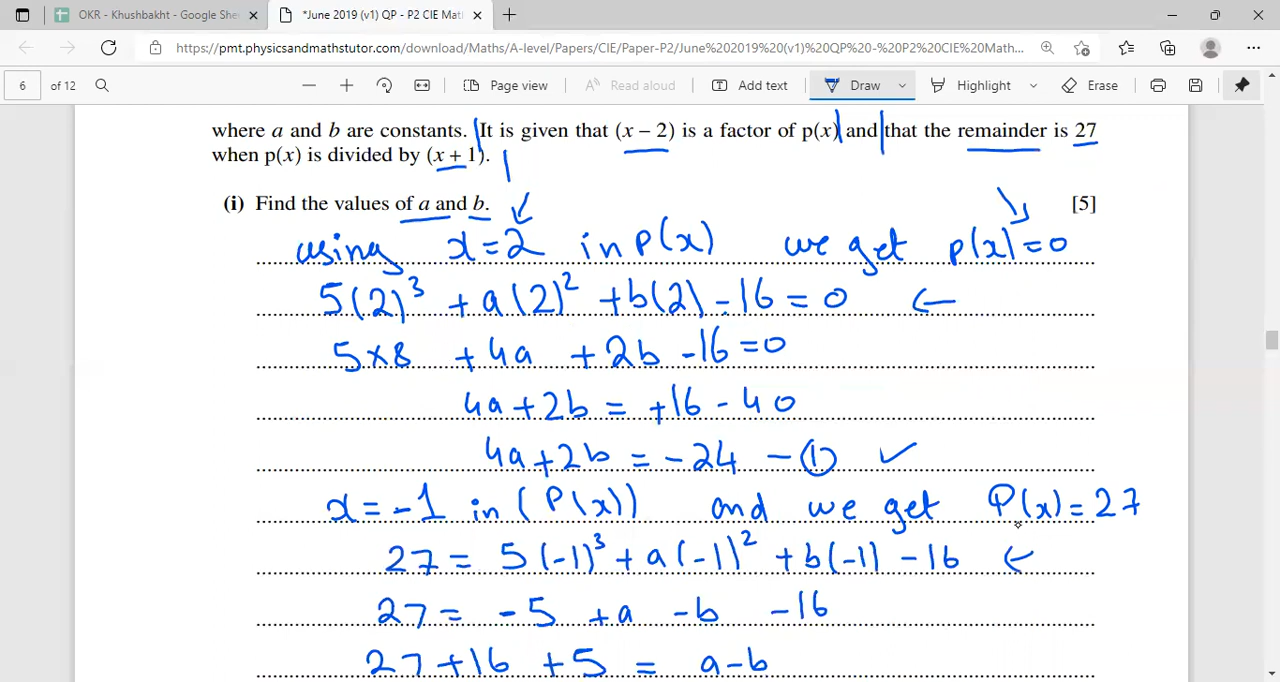 OKR - Khushbakht - Google She
*June 2019 (v1) QP - P2 CIE Mat
https://pmt.physicsandmathstutor.com/download/Maths/A-level/Papers/CIE/Paper-P2/June%202019%20(v1)%20QP%20-%20P2%20CIE%20Math...
6 of 12 Page view Read aloud Add text Draw Highlight Erase
where a and b are constants. It is given that (x − 2) is a factor of p(x) and that the remainder is 27
when p(x) is divided by (x + 1).
(i) Find the values of a and b. [5]
using x=2 in P(x) we get p(x)=0
5(2)³ +a(2)² +b(2) -16 = 0 ←
5×8 +4a +2b -16=0
4a+2b = +16 - 40
4a+2b = -24 -① ✓
x=-1 in (P(x)) and we get P(x)=27
27 = 5(-1)³ + a(-1)² +b(-1) -16 ←
27 = -5 +a -b -16
27+16 +5 = a-b